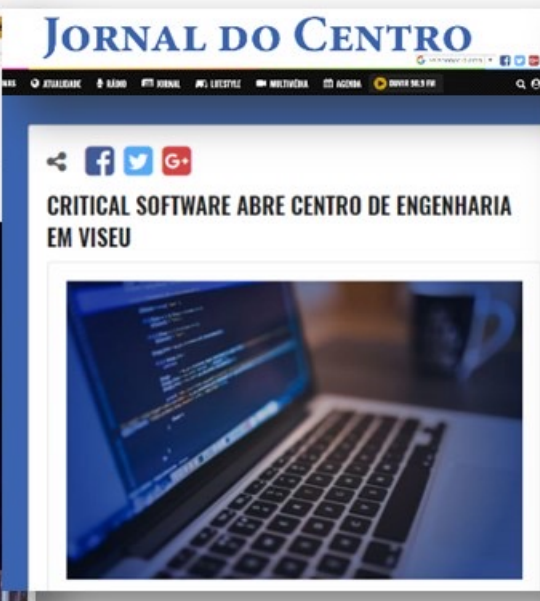 JORNAL DO CENTRO
ATUALIDADE RÁDIO JORNAL LIFESTYLE MULTIMÉDIA AGENDA OUVIR 98.9 FM
G+
CRITICAL SOFTWARE ABRE CENTRO DE ENGENHARIA
EM VISEU